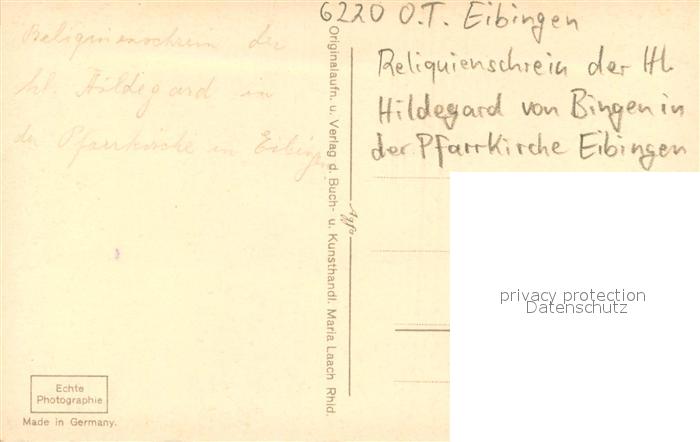 6220 O.T. Eibingen
Reliquienschrein der Hl.
Hildegard von Bingen in
der Pfarrkirche Eibingen
Reliquienschrein der
hl. Hildegard in
der Pfarrkirche in Eibingen
Originalaufn. u. Verlag d. Buch- u. Kunsthandl. Maria Laach Rhld.
Agfa
privacy protection
Datenschutz
Echte
Photographie
Made in Germany.